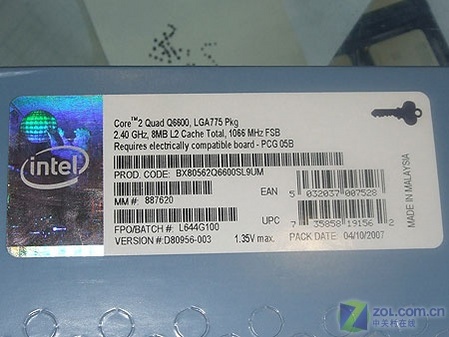 Core™2 Quad Q6600, LGA775 Pkg
2.40 GHz, 8MB L2 Cache Total, 1066 MHz FSB
Requires electrically compatible board - PCG 05B
intel
PROD. CODE: BX80562Q6600SL9UM
MM #: 887620
FPO/BATCH #: L644G100
VERSION #: D80956-003
1.35V max.
EAN 5 032037 007528
UPC 7 35858 19156 2
PACK DATE: 04/10/2007
MADE IN MALAYSIA
ZOL.COM.CN
中关村在线